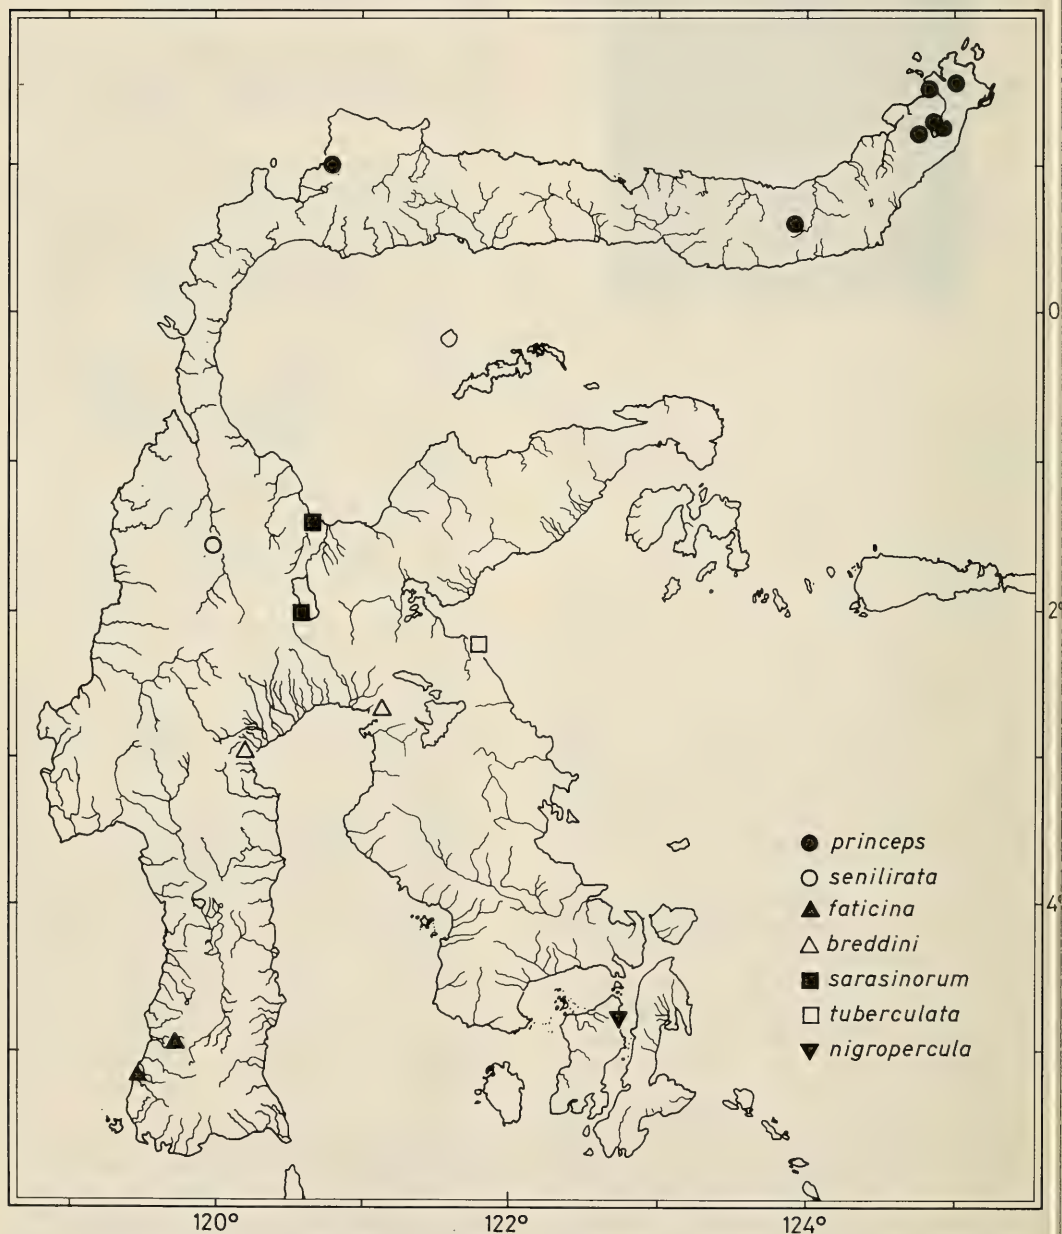 0
2°
4°
princeps
senilirata
faticina
breddini
sarasinorum
tuberculata
nigropercula
120°
122°
124°